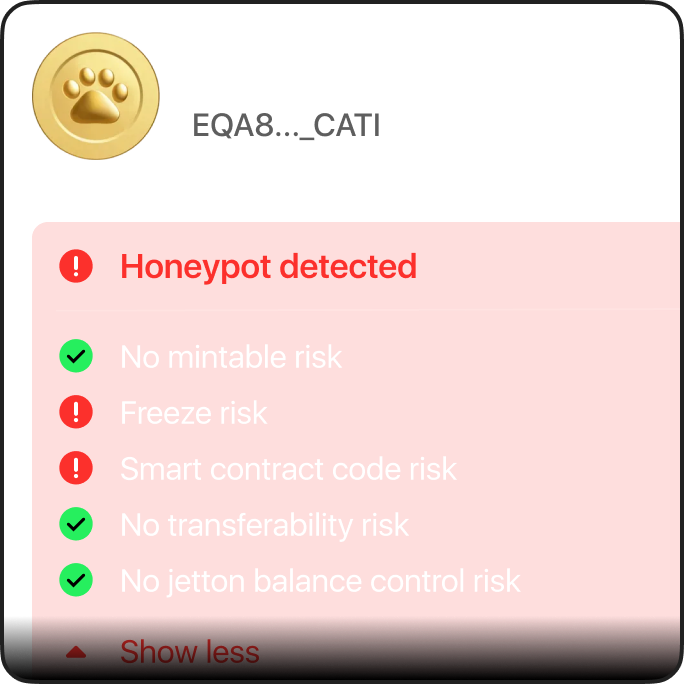 EQA8..._CATI
Honeypot detected
No mintable risk
Freeze risk
Smart contract code risk
No transferability risk
No jetton balance control risk
Show less